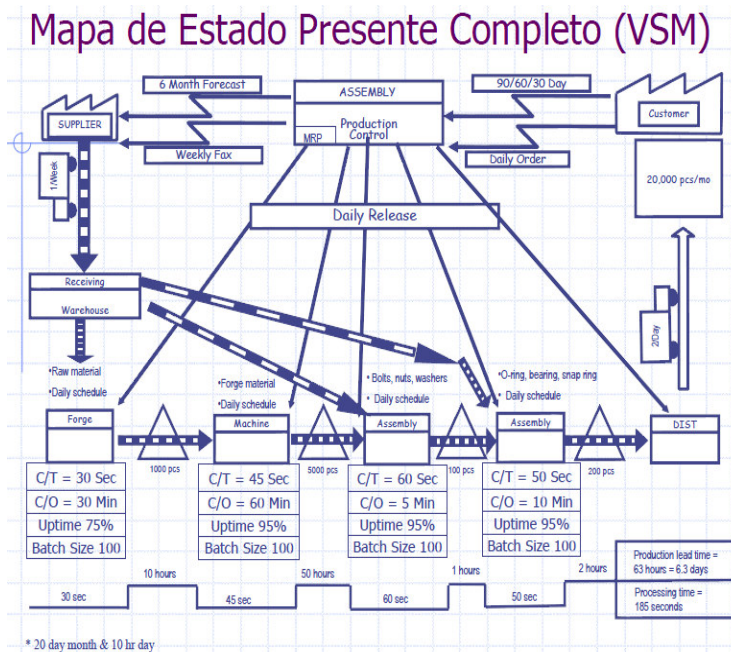 Mapa de Estado Presente Completo (VSM)
6 Month Forecast
ASSEMBLY
90/60/30 Day
SUPPLIER
Customer
Production
Control
MRP
Weekly Fax
Daily Order
1/Week
20,000 pcs/mo
Daily Release
Receiving
Warehouse
2/Day
•Raw material
•Daily schedule
•Forge material
•Daily schedule
• Bolts, nuts, washers
• Daily schedule
•O-ring, bearing, snap ring
• Daily schedule
Forge
Machine
Assembly
Assembly
DIST
1000 pcs
5000 pcs
100 pcs
200 pcs
C/T = 30 Sec
C/O = 30 Min
Uptime 75%
Batch Size 100
C/T = 45 Sec
C/O = 60 Min
Uptime 95%
Batch Size 100
C/T = 60 Sec
C/O = 5 Min
Uptime 95%
Batch Size 100
C/T = 50 Sec
C/O = 10 Min
Uptime 95%
Batch Size 100
10 hours
50 hours
1 hours
2 hours
30 sec
45 sec
60 sec
50 sec
Production lead time =
63 hours = 6.3 days
Processing time =
185 seconds
* 20 day month & 10 hr day